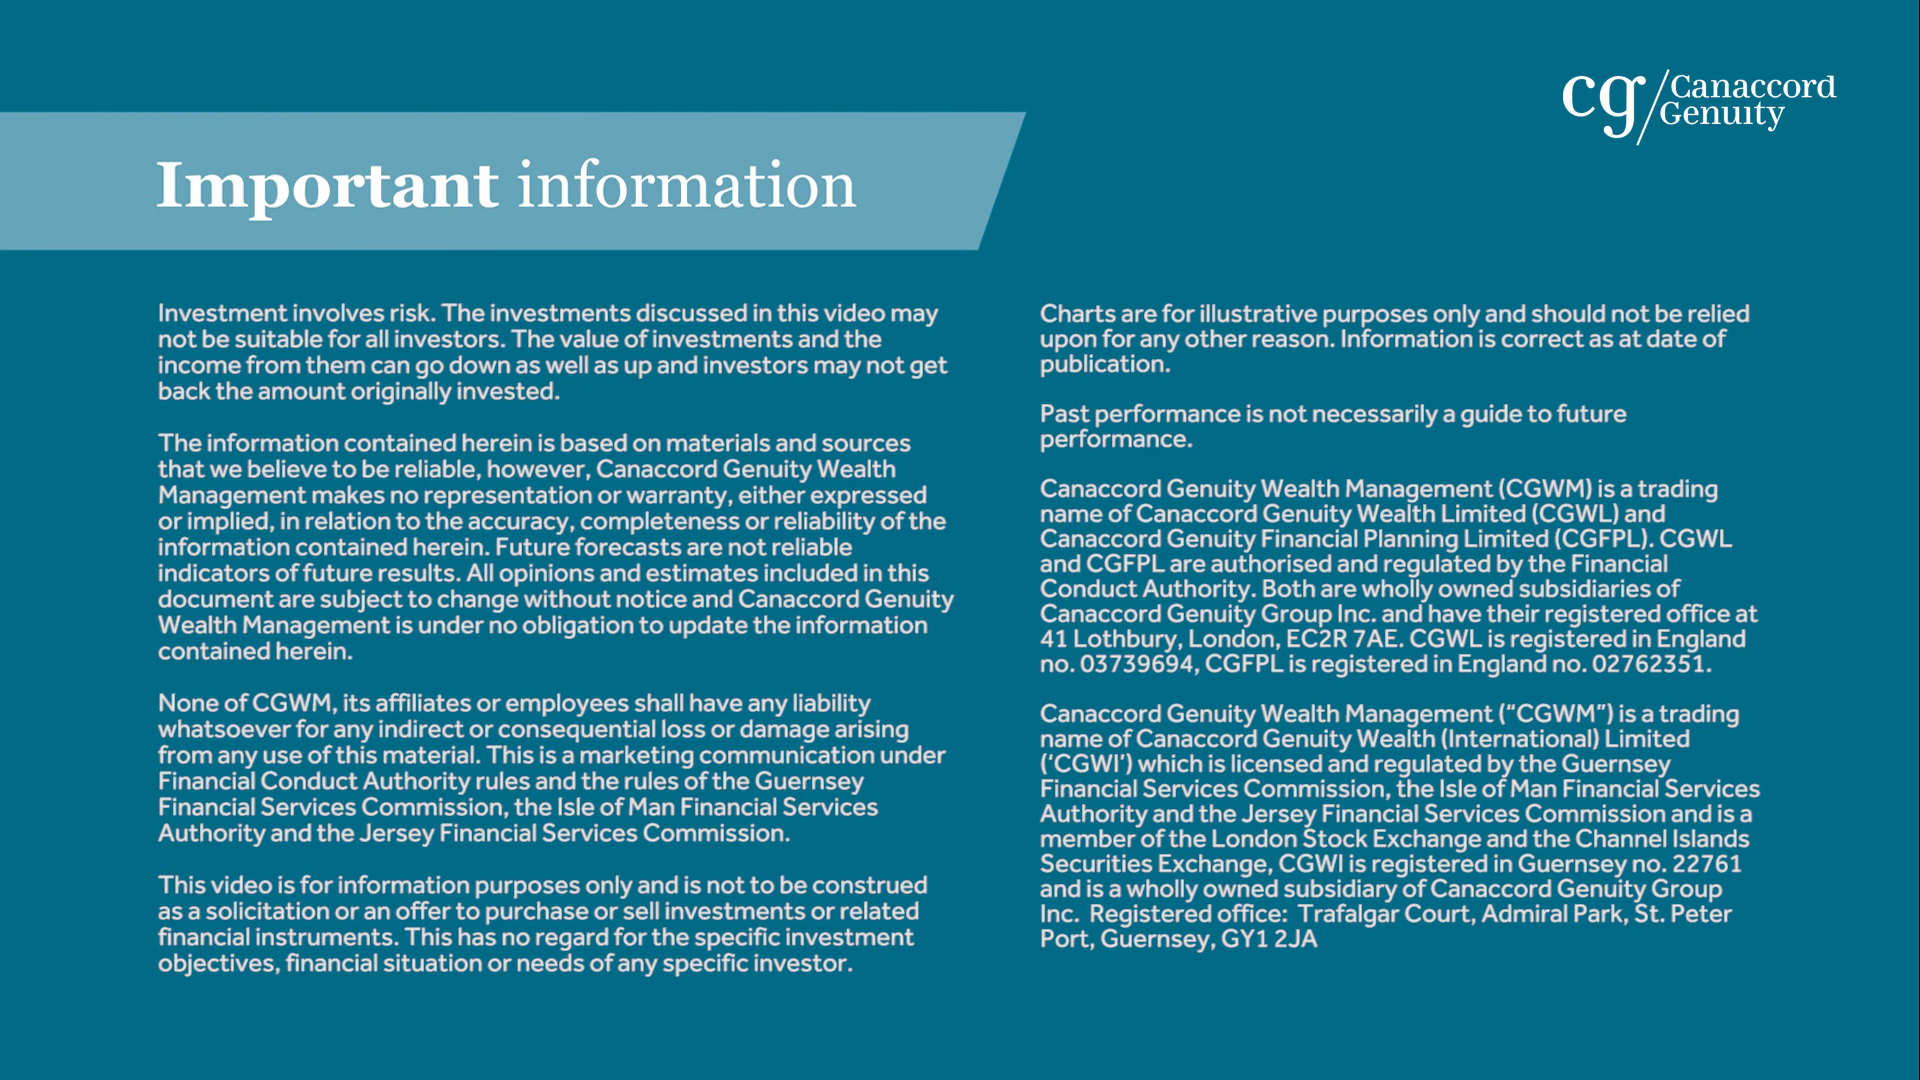 cg/Canaccord
Genuity
Important information
Investment involves risk. The investments discussed in this video may
not be suitable for all investors. The value of investments and the
income from them can go down as well as up and investors may not get
back the amount originally invested.
The information contained herein is based on materials and sources
that we believe to be reliable, however, Canaccord Genuity Wealth
Management makes no representation or warranty, either expressed
or implied, in relation to the accuracy, completeness or reliability of the
information contained herein. Future forecasts are not reliable
indicators of future results. All opinions and estimates included in this
document are subject to change without notice and Canaccord Genuity
Wealth Management is under no obligation to update the information
contained herein.
None of CGWM, its affiliates or employees shall have any liability
whatsoever for any indirect or consequential loss or damage arising
from any use of this material. This is a marketing communication under
Financial Conduct Authority rules and the rules of the Guernsey
Financial Services Commission, the Isle of Man Financial Services
Authority and the Jersey Financial Services Commission.
This video is for information purposes only and is not to be construed
as a solicitation or an offer to purchase or sell investments or related
financial instruments. This has no regard for the specific investment
objectives, financial situation or needs of any specific investor.
Charts are for illustrative purposes only and should not be relied
upon for any other reason. Information is correct as at date of
publication.
Past performance is not necessarily a guide to future
performance.
Canaccord Genuity Wealth Management (CGWM) is a trading
name of Canaccord Genuity Wealth Limited (CGWL) and
Canaccord Genuity Financial Planning Limited (CGFPL). CGWL
and CGFPL are authorised and regulated by the Financial
Conduct Authority. Both are wholly owned subsidiaries of
Canaccord Genuity Group Inc. and have their registered office at
41 Lothbury, London, EC2R 7AE. CGWL is registered in England
no. 03739694, CGFPL is registered in England no. 02762351.
Canaccord Genuity Wealth Management (“CGWM”) is a trading
name of Canaccord Genuity Wealth (International) Limited
(‘CGWI’) which is licensed and regulated by the Guernsey
Financial Services Commission, the Isle of Man Financial Services
Authority and the Jersey Financial Services Commission and is a
member of the London Stock Exchange and the Channel Islands
Securities Exchange, CGWI is registered in Guernsey no. 22761
and is a wholly owned subsidiary of Canaccord Genuity Group
Inc.  Registered office:  Trafalgar Court, Admiral Park, St. Peter
Port, Guernsey, GY1 2JA